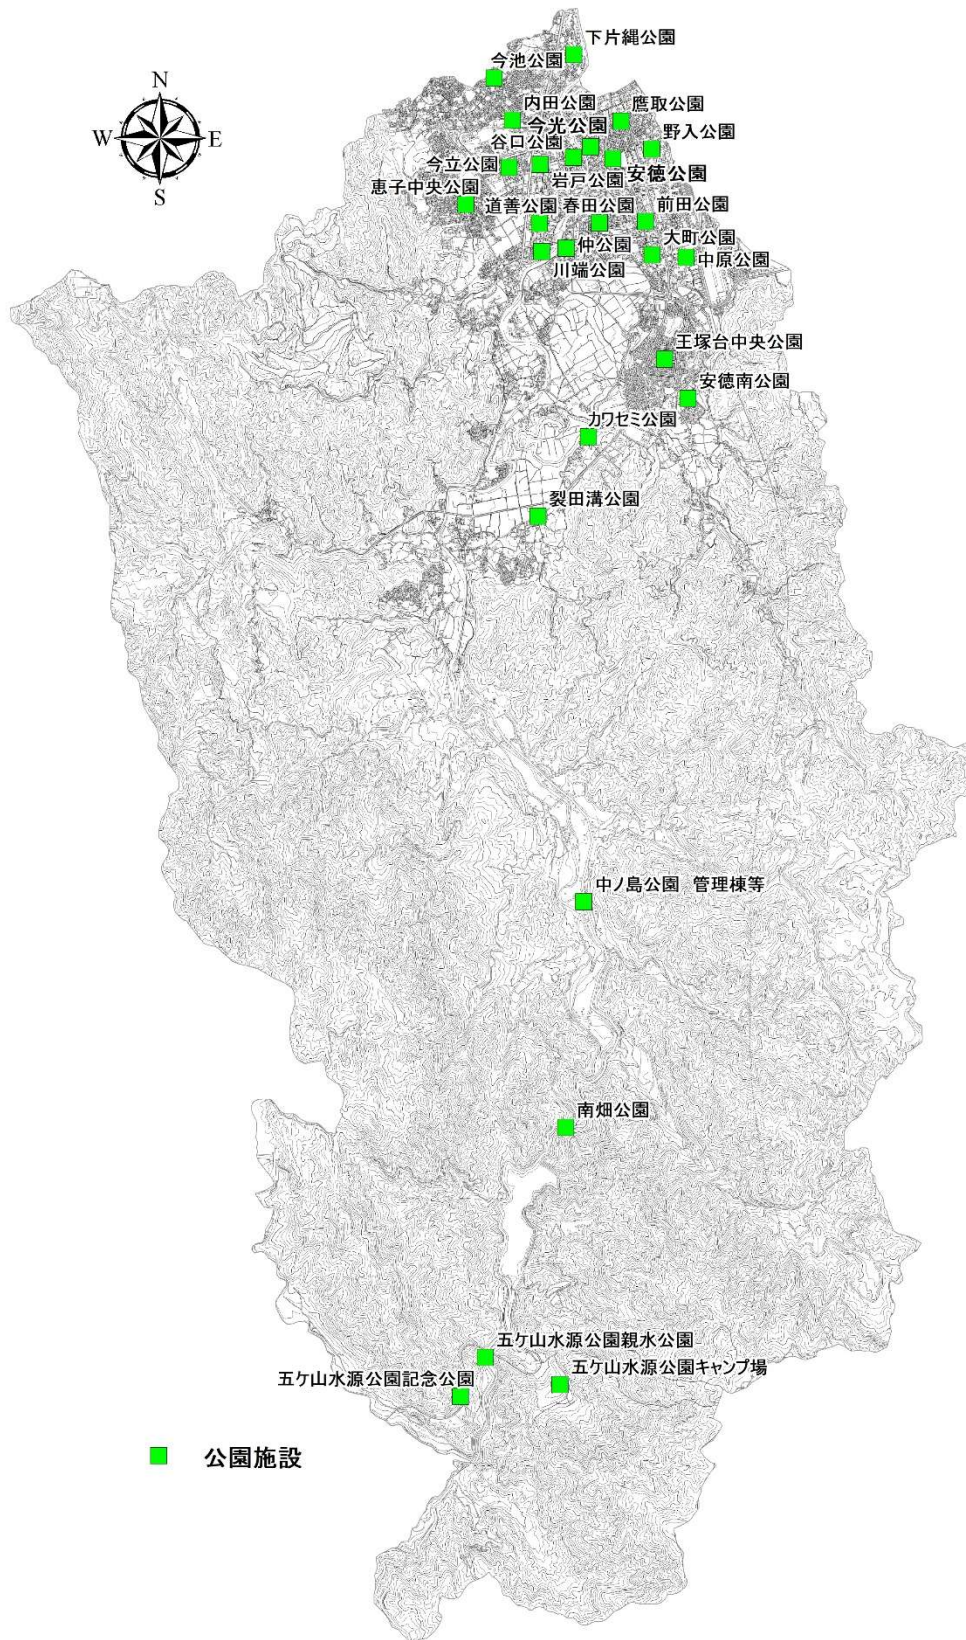 下片縄公園
今池公園
N
W E
S
内田公園
鷹取公園
今光公園
谷口公園
野入公園
今立公園
岩戸公園
安徳公園
恵子中央公園
道善公園
春田公園
前田公園
仲公園
大町公園
川端公園
中原公園
王塚台中央公園
安徳南公園
カワセミ公園
裂田溝公園
中ノ島公園 管理棟等
南畑公園
五ケ山水源公園親水公園
五ケ山水源公園キャンプ場
五ケ山水源公園記念公園
公園施設